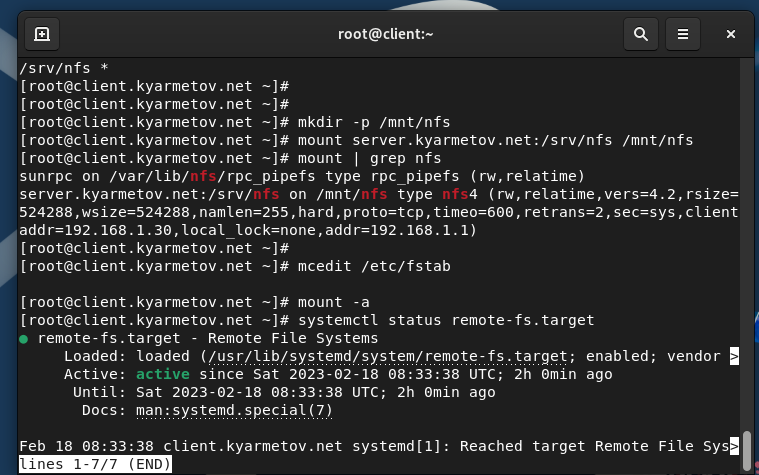 root@client:~
/srv/nfs *
[root@client.kyarmetov.net ~]#
[root@client.kyarmetov.net ~]#
[root@client.kyarmetov.net ~]# mkdir -p /mnt/nfs
[root@client.kyarmetov.net ~]# mount server.kyarmetov.net:/srv/nfs /mnt/nfs
[root@client.kyarmetov.net ~]# mount | grep nfs
sunrpc on /var/lib/nfs/rpc_pipefs type rpc_pipefs (rw,relatime)
server.kyarmetov.net:/srv/nfs on /mnt/nfs type nfs4 (rw,relatime,vers=4.2,rsize=
524288,wsize=524288,namlen=255,hard,proto=tcp,timeo=600,retrans=2,sec=sys,client
addr=192.168.1.30,local_lock=none,addr=192.168.1.1)
[root@client.kyarmetov.net ~]#
[root@client.kyarmetov.net ~]# mcedit /etc/fstab
[root@client.kyarmetov.net ~]# mount -a
[root@client.kyarmetov.net ~]# systemctl status remote-fs.target
● remote-fs.target - Remote File Systems
Loaded: loaded (/usr/lib/systemd/system/remote-fs.target; enabled; vendor >
Active: active since Sat 2023-02-18 08:33:38 UTC; 2h 0min ago
Until: Sat 2023-02-18 08:33:38 UTC; 2h 0min ago
Docs: man:systemd.special(7)
Feb 18 08:33:38 client.kyarmetov.net systemd[1]: Reached target Remote File Sys>
lines 1-7/7 (END)